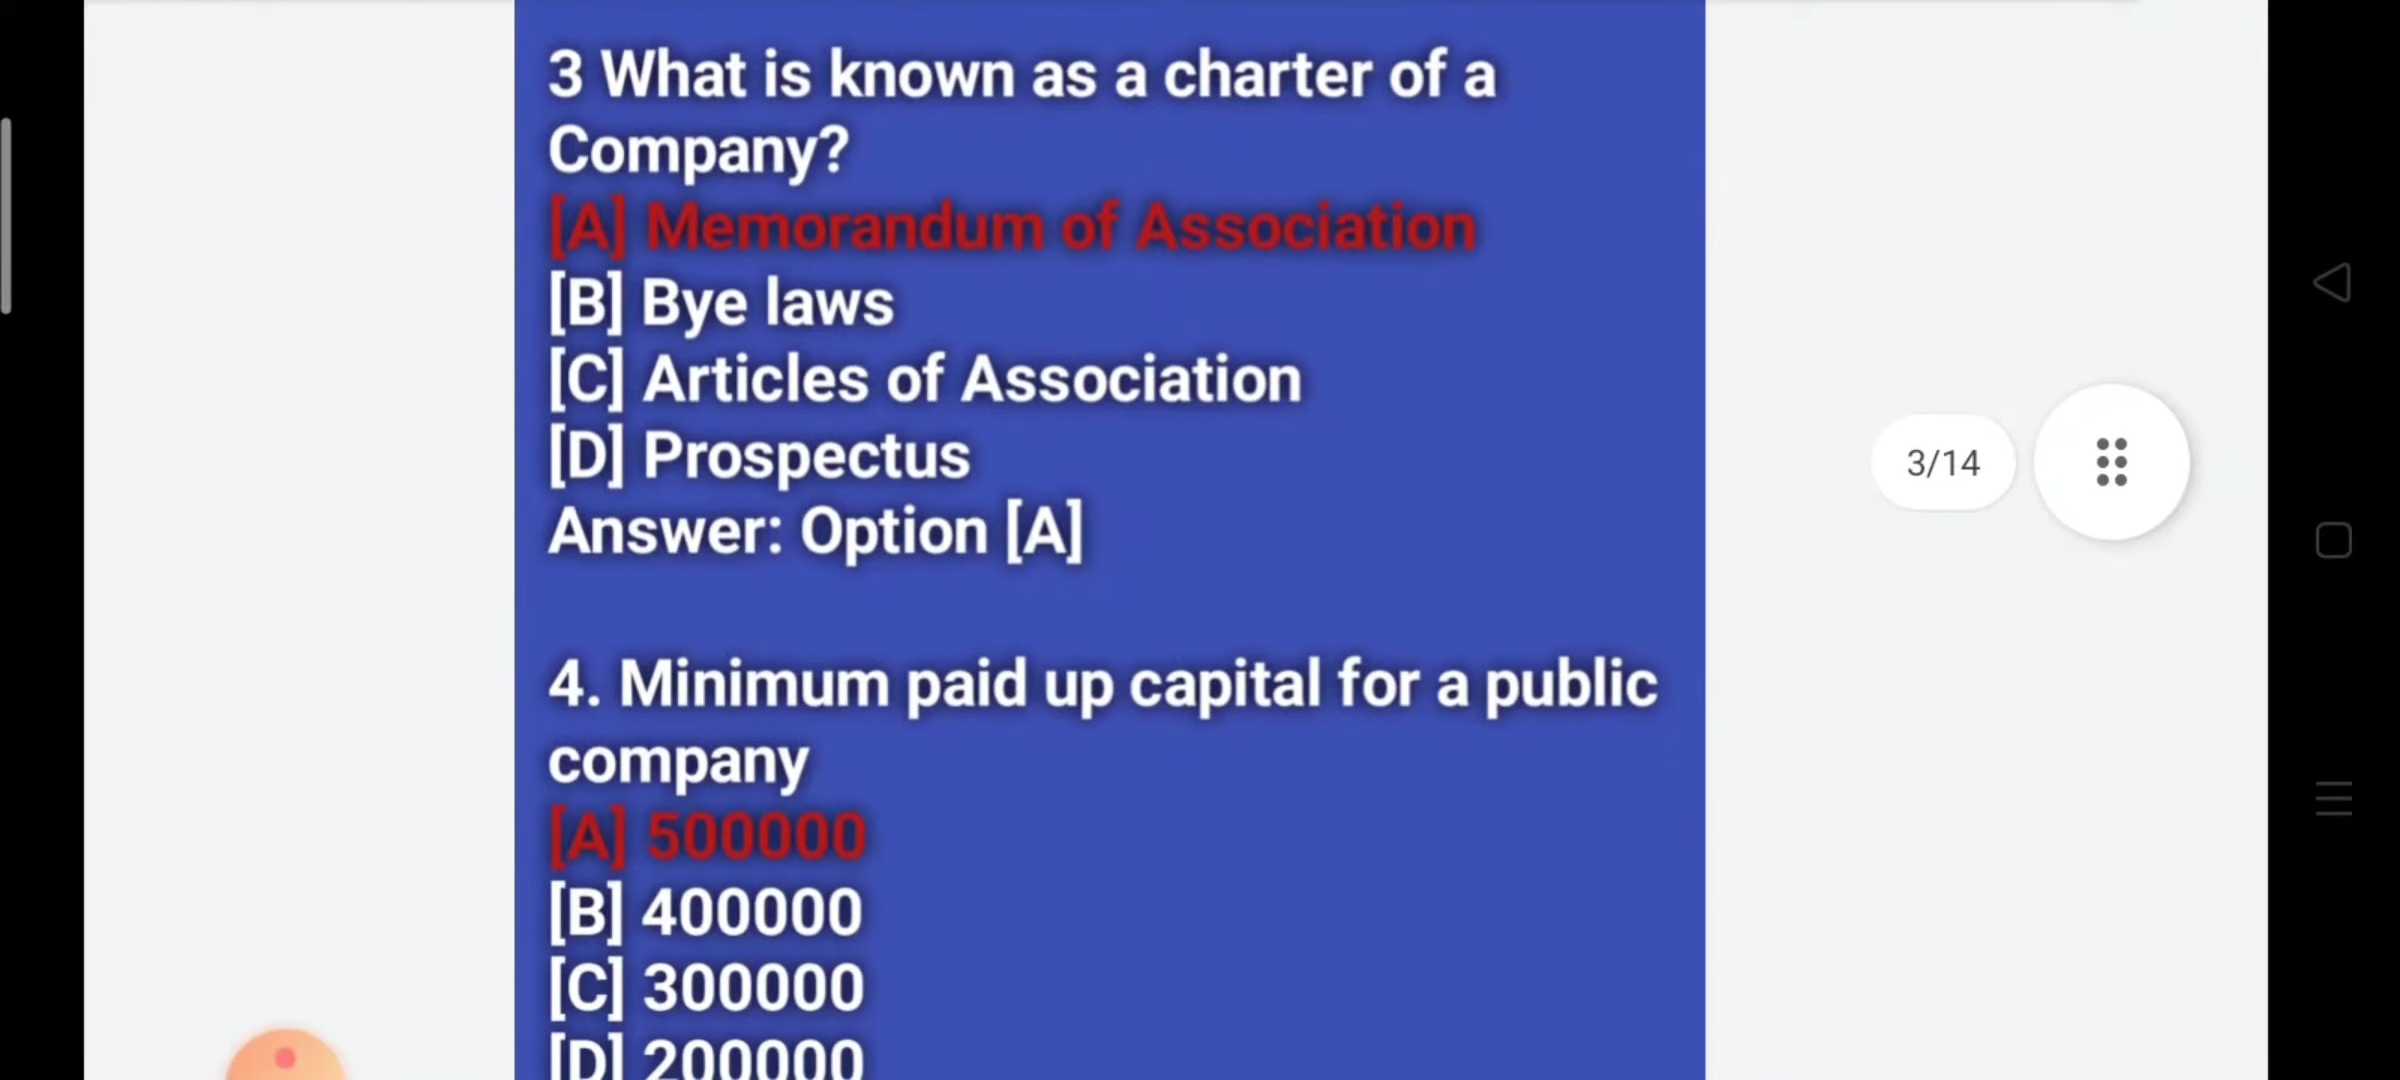 3 What is known as a charter of a
Company?
[A] Memorandum of Association
[B] Bye laws
[C] Articles of Association
[D] Prospectus
Answer: Option [A]
3/14
4. Minimum paid up capital for a public
company
[A] 500000
[B] 400000
[C] 300000
[D] 200000